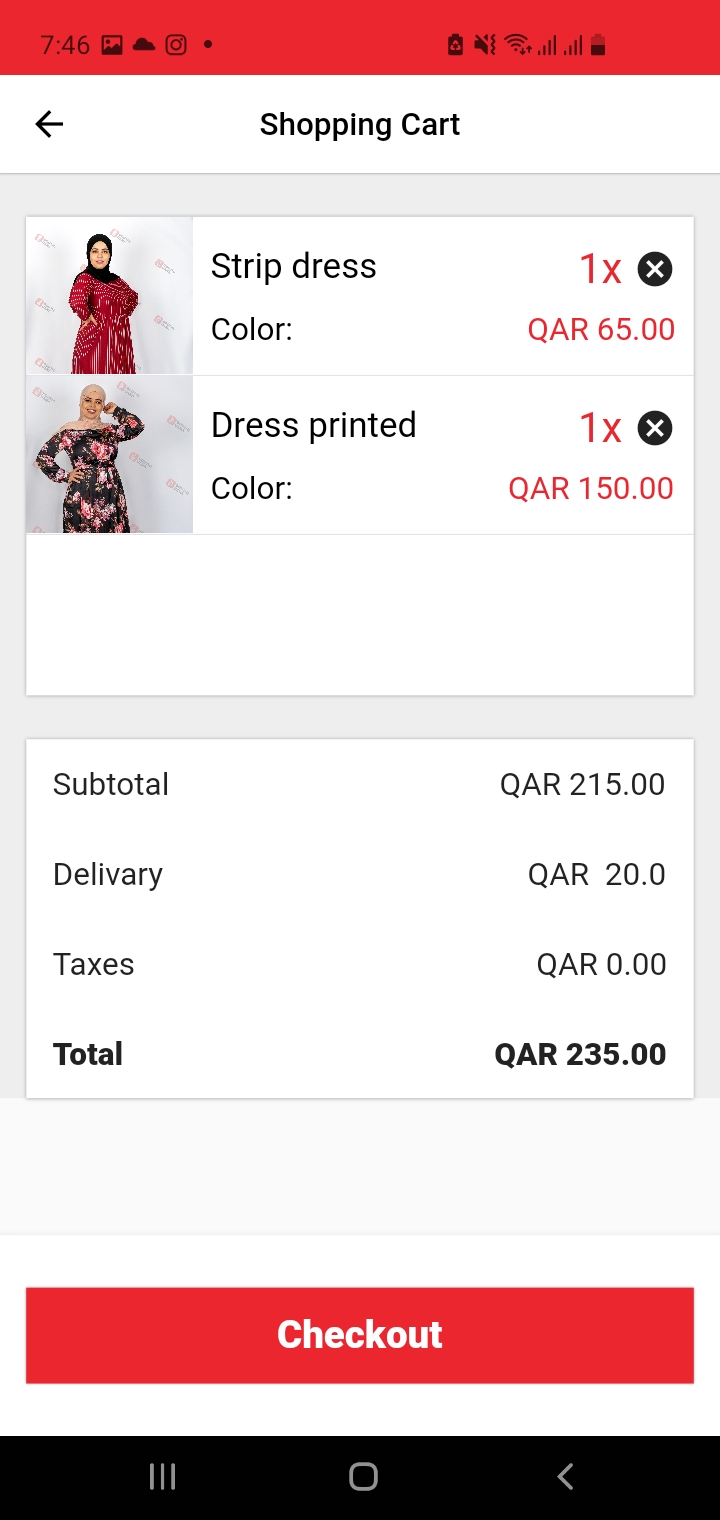 7:46
Shopping Cart
Strip dress 1x
Color: QAR 65.00
Dress printed 1x
Color: QAR 150.00
Subtotal QAR 215.00
Delivary QAR 20.0
Taxes QAR 0.00
Total QAR 235.00
Checkout